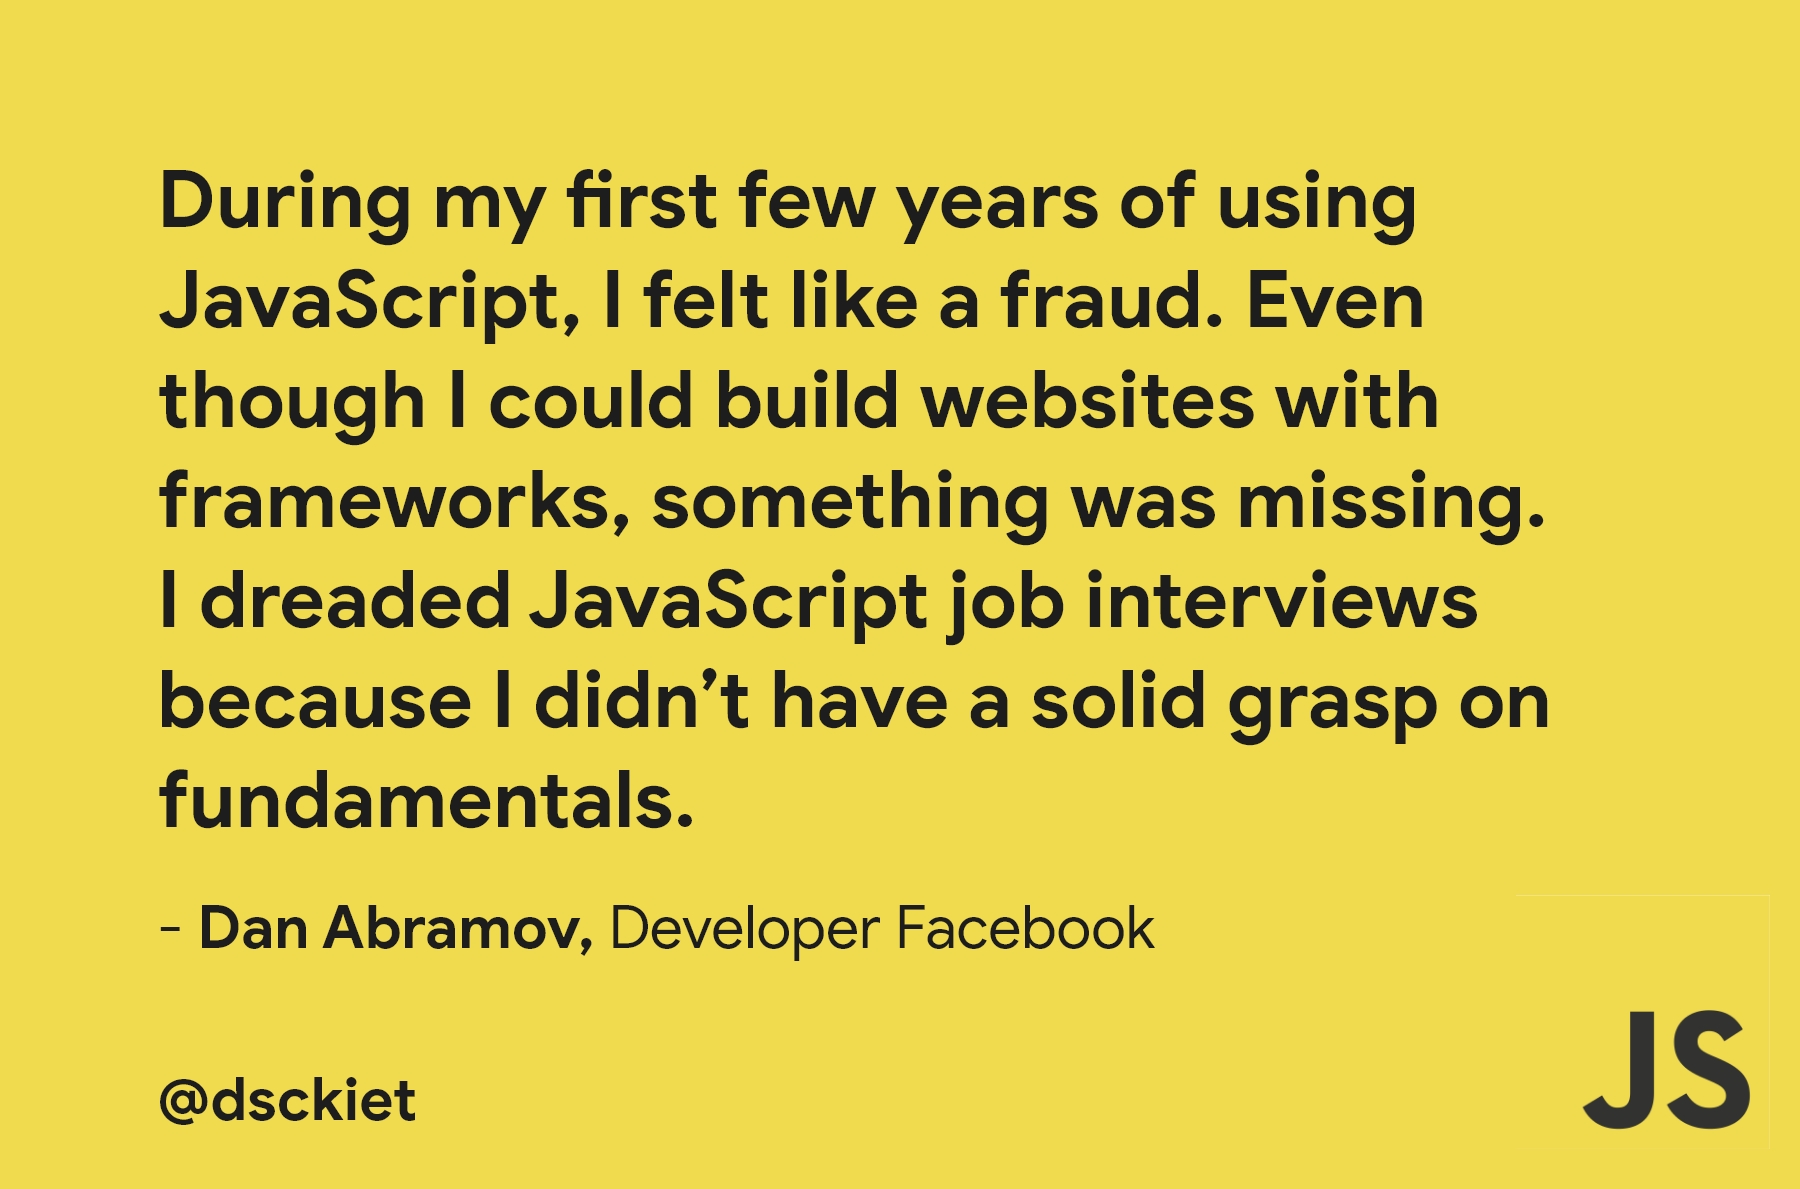 During my first few years of using
JavaScript, I felt like a fraud. Even
though I could build websites with
frameworks, something was missing.
I dreaded JavaScript job interviews
because I didn’t have a solid grasp on
fundamentals.
- Dan Abramov, Developer Facebook
@dsckiet
JS